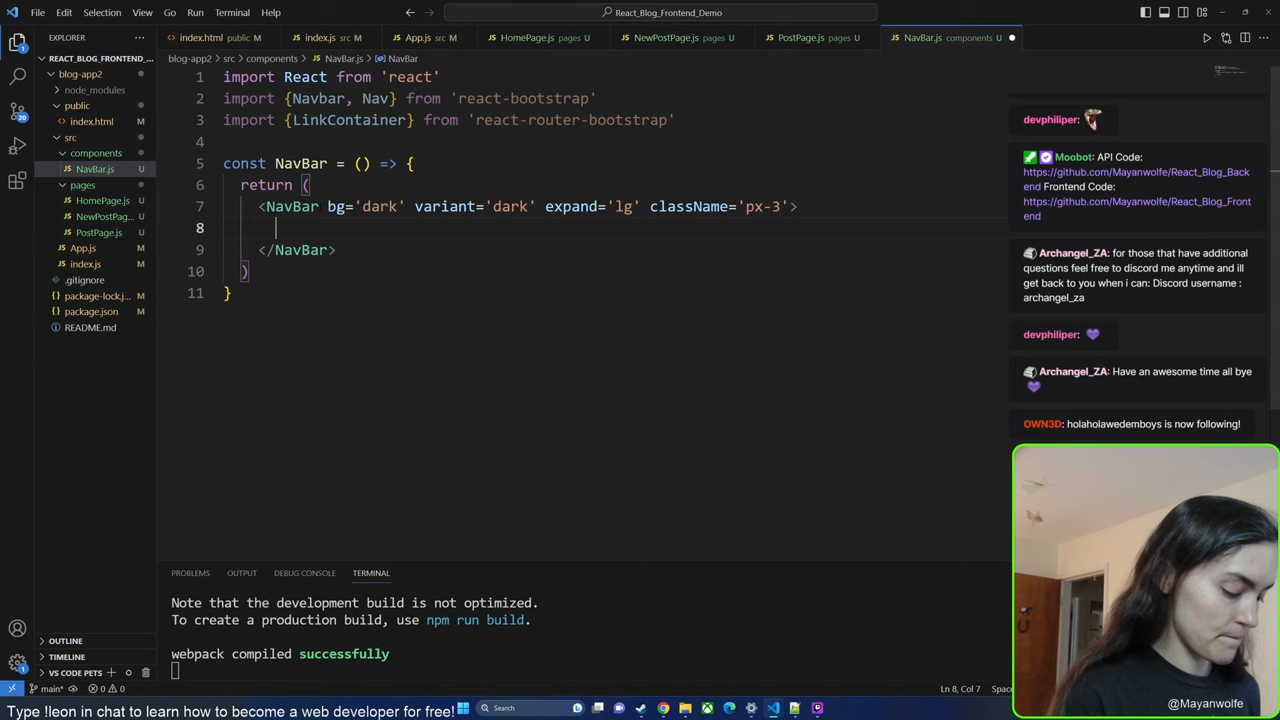 File Edit Selection View Go Run Terminal Help
React_Blog_Frontend_Demo
EXPLORER
index.html public M
index.js src M
App.js src M
HomePage.js pages U
NewPostPage.js pages U
PostPage.js pages U
NavBar.js components U
REACT_BLOG_FRONTEND_...
blog-app2
node_modules
public
index.html M
src
components
NavBar.js U
pages
HomePage.js U
NewPostPag... U
PostPage.js U
App.js M
index.js M
.gitignore
package-lock.j... M
package.json M
README.md
OUTLINE
TIMELINE
VS CODE PETS
blog-app2 > src > components > NavBar.js > NavBar
1 import React from 'react'
2 import {Navbar, Nav} from 'react-bootstrap'
3 import {LinkContainer} from 'react-router-bootstrap'
4
5 const NavBar = () => {
6 return (
7 <NavBar bg='dark' variant='dark' expand='lg' className='px-3'>
8
9 </NavBar>
10 )
11 }
devphiliper:
Moobot: API Code:
https://github.com/Mayanwolfe/React_Blog_Back
end Frontend Code:
https://github.com/Mayanwolfe/React_Blog_Front
end
Archangel_ZA: for those that have additional
questions feel free to discord me anytime and ill
get back to you when i can: Discord username :
archangel_za
devphiliper: 💜
Archangel_ZA: Have an awesome time all bye
💜
OWN3D: holaholawedemboys is now following!
PROBLEMS OUTPUT DEBUG CONSOLE TERMINAL
Note that the development build is not optimized.
To create a production build, use npm run build.
webpack compiled successfully
1
20
1
main*
0 0
Ln 8, Col 7
Type !leon in chat to learn how to become a web developer for free!
Search
@Mayanwolfe